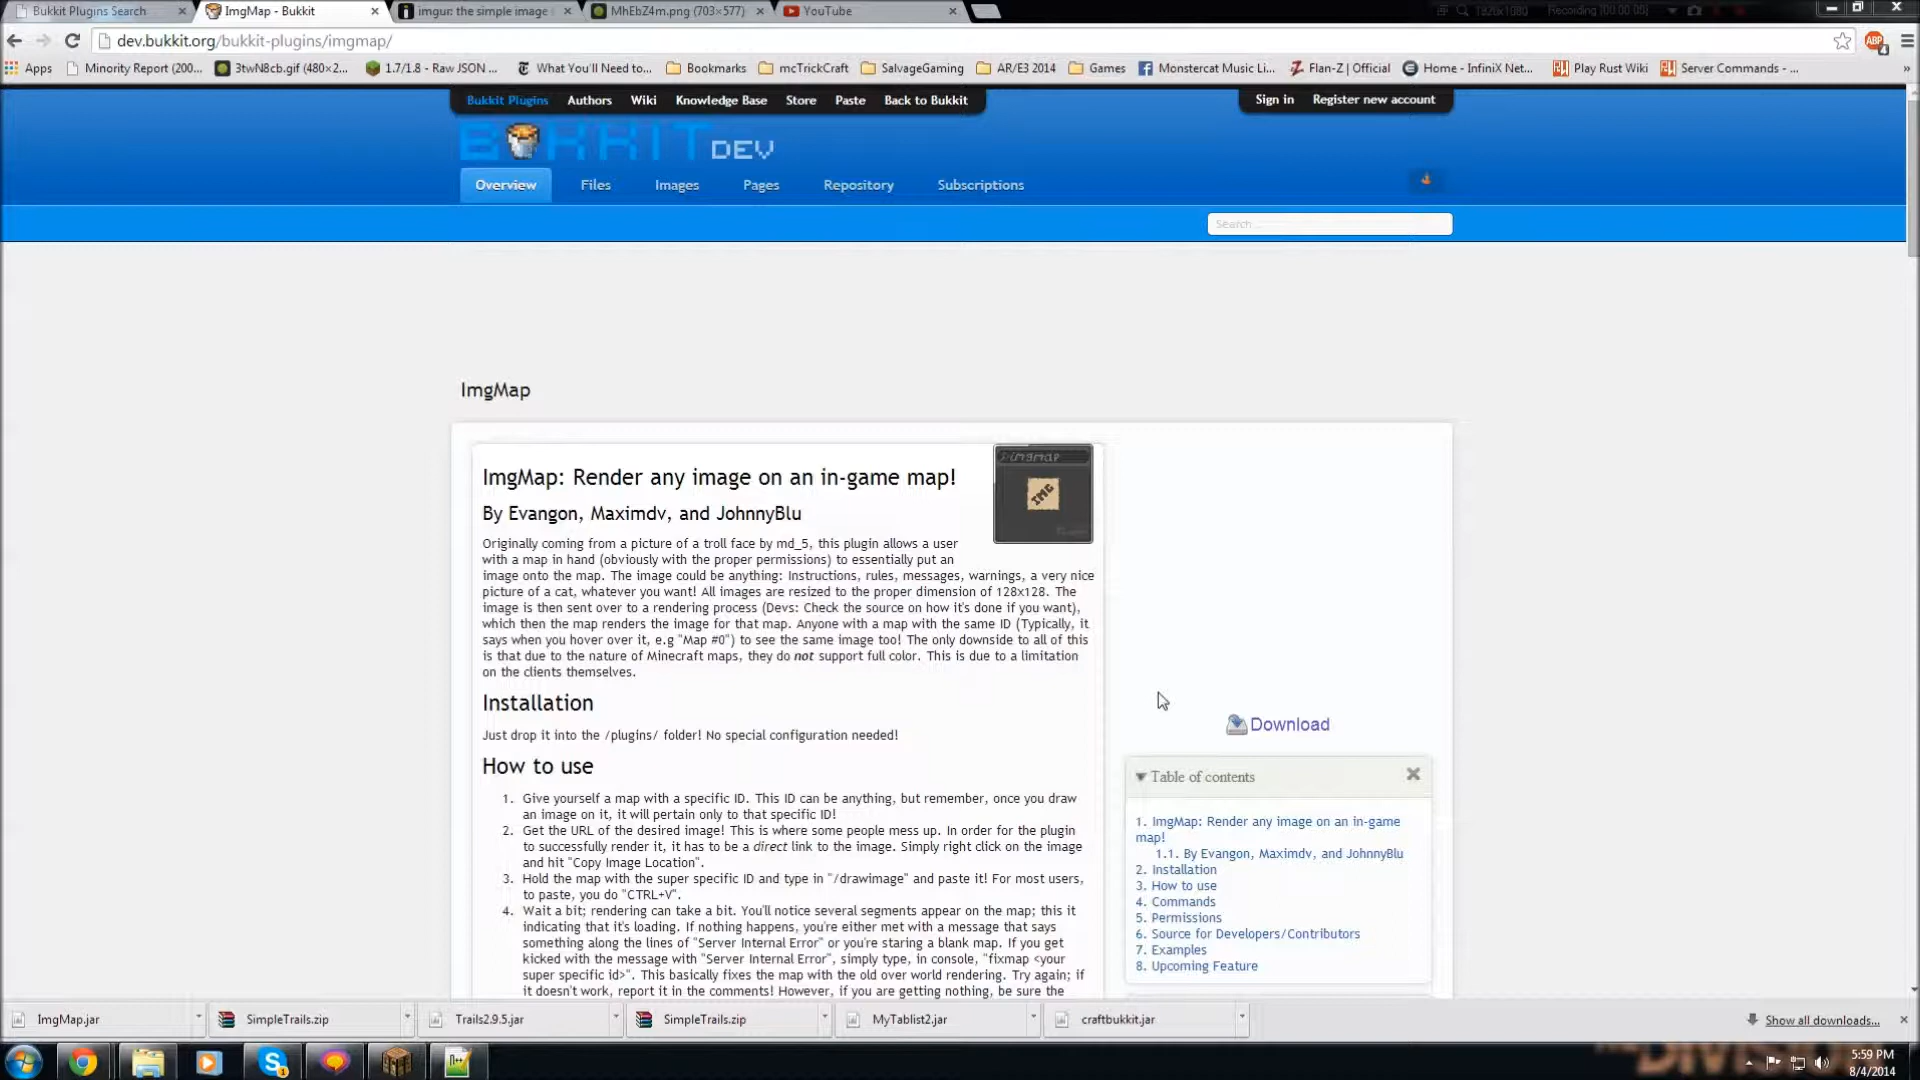 Bukkit Plugins Search
ImgMap - Bukkit
imgur: the simple image
MhEbZ4m.png (703×577)
YouTube
1920x1080
Recording [00:00:05]
dev.bukkit.org/bukkit-plugins/imgmap/
ABP
Apps
Minority Report (200...
3twN8cb.gif (480×2...
1.7/1.8 - Raw JSON ...
What You'll Need to...
Bookmarks
mcTrickCraft
SalvageGaming
AR/E3 2014
Games
Monstercat Music Li...
Flan-Z | Official
Home - InfiniX Net...
Play Rust Wiki
Server Commands - ...
»
Bukkit Plugins Authors Wiki Knowledge Base Store Paste Back to Bukkit
Sign in Register new account
BUKKIT DEV
Overview Files Images Pages Repository Subscriptions
Search...
ImgMap
imgmap
IMG
ImgMap: Render any image on an in-game map!
By Evangon, Maximdv, and JohnnyBlu
Originally coming from a picture of a troll face by md_5, this plugin allows a user
with a map in hand (obviously with the proper permissions) to essentially put an
image onto the map. The image could be anything: Instructions, rules, messages, warnings, a very nice
picture of a cat, whatever you want! All images are resized to the proper dimension of 128x128. The
image is then sent over to a rendering process (Devs: Check the source on how it's done if you want),
which then the map renders the image for that map. Anyone with a map with the same ID (Typically, it
says when you hover over it, e.g "Map #0") to see the same image too! The only downside to all of this
is that due to the nature of Minecraft maps, they do not support full color. This is due to a limitation
on the clients themselves.
Installation
Just drop it into the /plugins/ folder! No special configuration needed!
How to use
1. Give yourself a map with a specific ID. This ID can be anything, but remember, once you draw
an image on it, it will pertain only to that specific ID!
2. Get the URL of the desired image! This is where some people mess up. In order for the plugin
to successfully render it, it has to be a direct link to the image. Simply right click on the image
and hit "Copy Image Location".
3. Hold the map with the super specific ID and type in "/drawimage" and paste it! For most users,
to paste, you do "CTRL+V".
4. Wait a bit; rendering can take a bit. You'll notice several segments appear on the map; this it
indicating that it's loading. If nothing happens, you're either met with a message that says
something along the lines of "Server Internal Error" or you're staring a blank map. If you get
kicked with the message with "Server Internal Error", simply type, in console, "fixmap <your
super specific id>". This basically fixes the map with the old over world rendering. Try again; if
it doesn't work, report it in the comments! However, if you are getting nothing, be sure the
Download
Table of contents
1. ImgMap: Render any image on an in-game
map!
1.1. By Evangon, Maximdv, and JohnnyBlu
2. Installation
3. How to use
4. Commands
5. Permissions
6. Source for Developers/Contributors
7. Examples
8. Upcoming Feature
ImgMap.jar
SimpleTrails.zip
Trails2.9.5.jar
SimpleTrails.zip
MyTablist2.jar
craftbukkit.jar
Show all downloads...
5:59 PM
8/4/2014